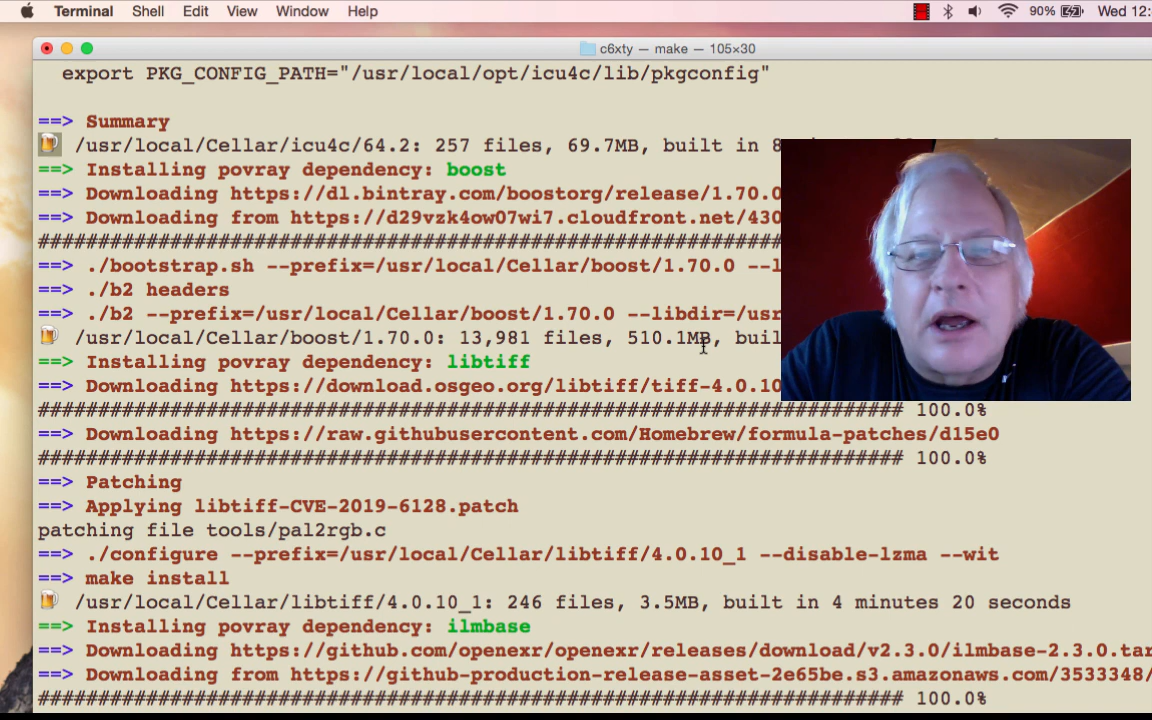 Terminal Shell Edit View Window Help 90% Wed 12:
c6xty — make — 105×30
export PKG_CONFIG_PATH="/usr/local/opt/icu4c/lib/pkgconfig"
==> Summary
/usr/local/Cellar/icu4c/64.2: 257 files, 69.7MB, built in 8
==> Installing povray dependency: boost
==> Downloading https://dl.bintray.com/boostorg/release/1.70.0
==> Downloading from https://d29vzk4ow07wi7.cloudfront.net/430
########################################################################
==> ./bootstrap.sh --prefix=/usr/local/Cellar/boost/1.70.0 --l
==> ./b2 headers
==> ./b2 --prefix=/usr/local/Cellar/boost/1.70.0 --libdir=/usr
/usr/local/Cellar/boost/1.70.0: 13,981 files, 510.1MB, buil
==> Installing povray dependency: libtiff
==> Downloading https://download.osgeo.org/libtiff/tiff-4.0.10
######################################################################## 100.0%
==> Downloading https://raw.githubusercontent.com/Homebrew/formula-patches/d15e0
######################################################################## 100.0%
==> Patching
==> Applying libtiff-CVE-2019-6128.patch
patching file tools/pal2rgb.c
==> ./configure --prefix=/usr/local/Cellar/libtiff/4.0.10_1 --disable-lzma --wit
==> make install
/usr/local/Cellar/libtiff/4.0.10_1: 246 files, 3.5MB, built in 4 minutes 20 seconds
==> Installing povray dependency: ilmbase
==> Downloading https://github.com/openexr/openexr/releases/download/v2.3.0/ilmbase-2.3.0.tar
==> Downloading from https://github-production-release-asset-2e65be.s3.amazonaws.com/3533348/
######################################################################## 100.0%